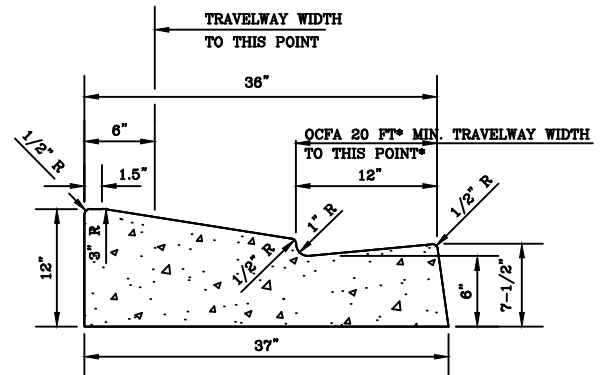 TRAVELWAY WIDTH
TO THIS POINT
36"
6"
OCFA 20 FT* MIN. TRAVELWAY WIDTH
TO THIS POINT*
1/2" R
1.5"
12"
1" R
1/2" R
3" R
12"
1/2" R
6"
7-1/2"
37"